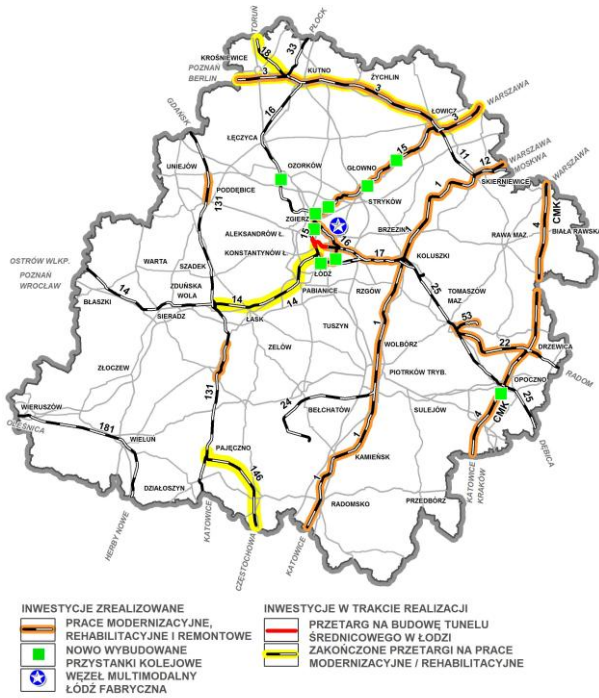 TORUŃ
PŁOCK
KROŚNIEWICE
18
33
POZNAŃ
BERLIN
3
KUTNO
ŻYCHLIN
3
WARSZAWA
ŁOWICZ
3
GDAŃSK
16
ŁĘCZYCA
15
11
WARSZAWA
MOSKWA
12
WARSZAWA
OZORKÓW
GŁOWNO
SKIERNIEWICE
UNIEJÓW
PODDĘBICE
131
STRYKÓW
1
CMK
ZGIERZ
15
ALEKSANDRÓW Ł.
BRZEZINY
RAWA MAZ.
BIAŁA RAWSKA
16
1
4
KONSTANTYNÓW Ł.
17
KOLUSZKI
OSTRÓW WLKP.
POZNAŃ
WROCŁAW
WARTA
SZADEK
ŁÓDŹ
PABIANICE
RZGÓW
25
TOMASZÓW
MAZ.
ZDUŃSKA
WOLA
14
BŁASZKI
14
14
SIERADZ
ŁASK
TUSZYN
1
53
22
WOLBÓRZ
DRZEWICA
ZŁOCZEW
ZELÓW
PIOTRKÓW TRYB.
OPOCZNO
RADOM
131
WIERUSZÓW
OLEŚNICA
24
BEŁCHATÓW
SULEJÓW
CMK
25
4
181
WIELUŃ
PAJĘCZNO
KAMIEŃSK
DĘBICA
146
KATOWICE
KRAKÓW
DZIAŁOSZYN
1
RADOMSKO
PRZEDBÓRZ
HERBY NOWE
KATOWICE
CZĘSTOCHOWA
KATOWICE
INWESTYCJE ZREALIZOWANE
PRACE MODERNIZACYJNE,
REHABILITACYJNE I REMONTOWE
NOWO WYBUDOWANE
PRZYSTANKI KOLEJOWE
WĘZEŁ MULTIMODALNY
ŁÓDŹ FABRYCZNA
INWESTYCJE W TRAKCIE REALIZACJI
PRZETARG NA BUDOWĘ TUNELU
ŚREDNICOWEGO W ŁODZI
ZAKOŃCZONE PRZETARGI NA PRACE
MODERNIZACYJNE / REHABILITACYJNE